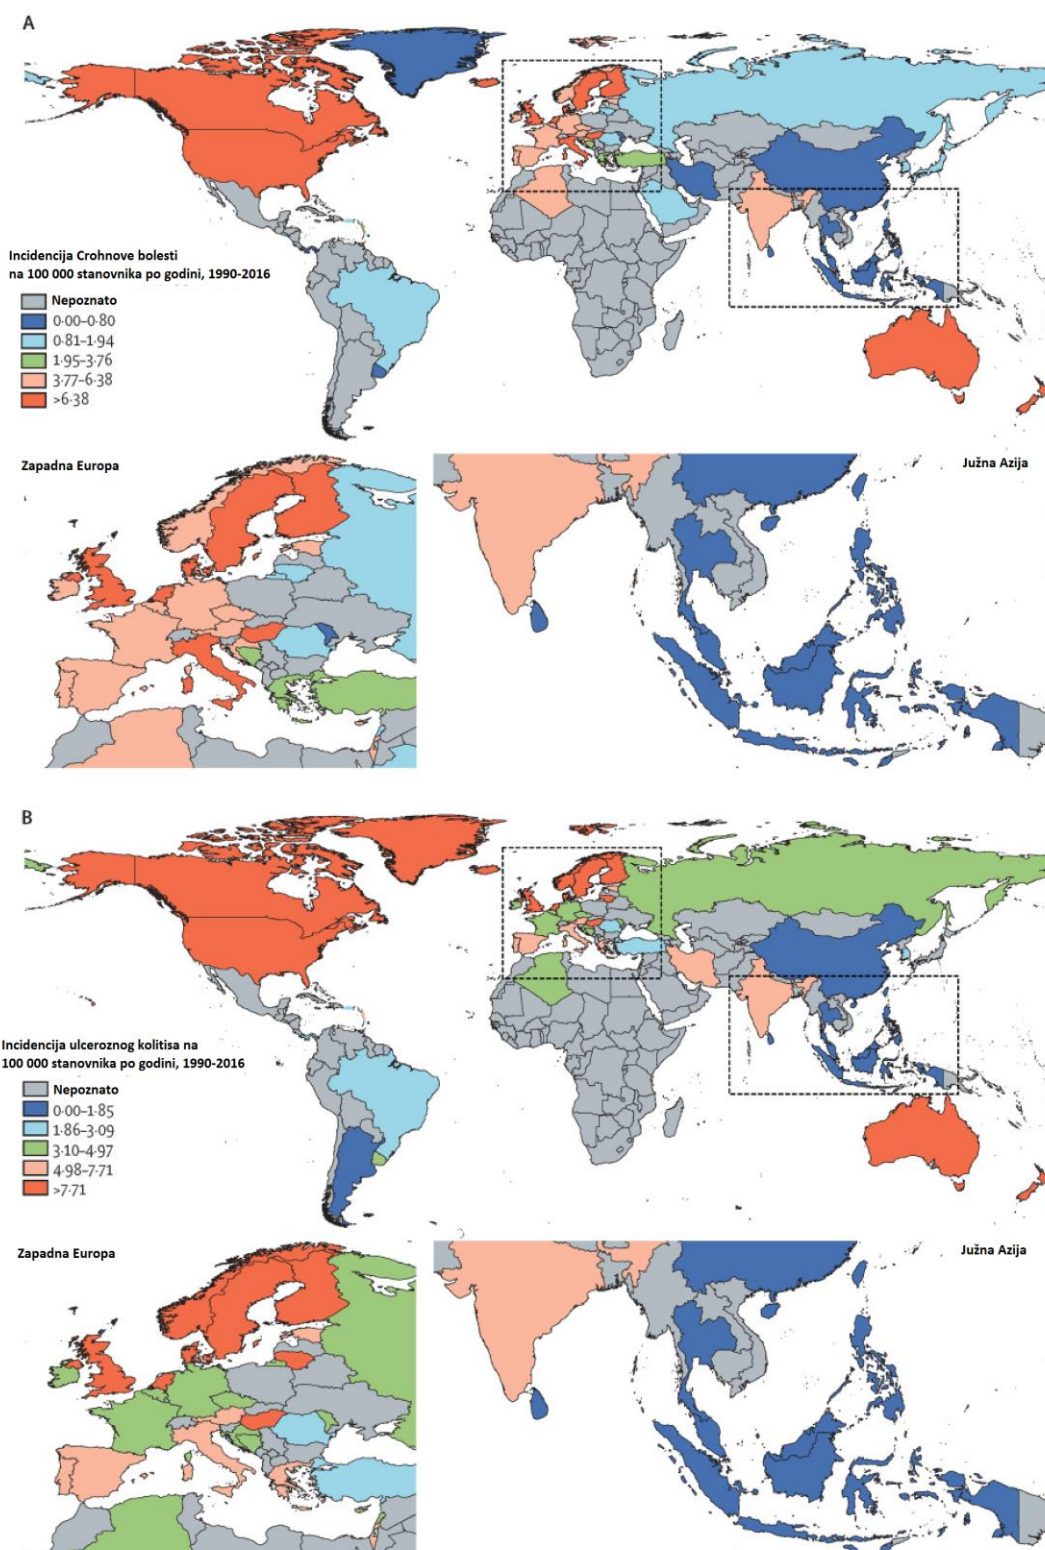 A
Incidencija Crohnove bolesti
na 100 000 stanovnika po godini, 1990-2016
Nepoznato
0·00–0·80
0·81–1·94
1·95–3·76
3·77–6·38
>6·38
Zapadna Europa
Južna Azija
B
Incidencija ulceroznog kolitisa na
100 000 stanovnika po godini, 1990-2016
Nepoznato
0·00–1·85
1·86–3·09
3·10–4·97
4·98–7·71
>7·71
Zapadna Europa
Južna Azija